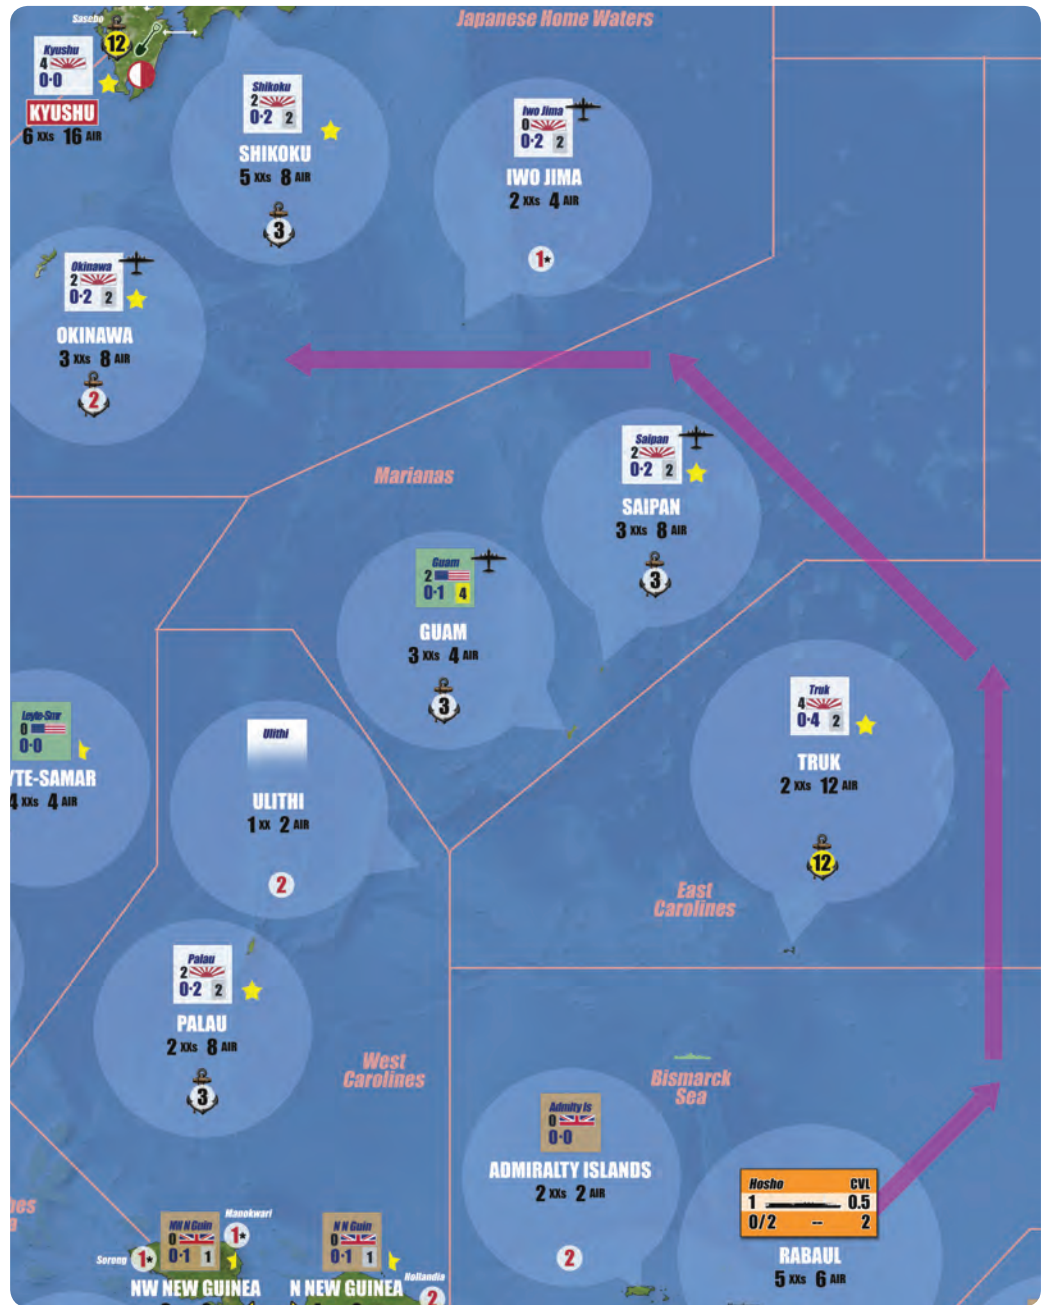 Japanese Home Waters
Sasebo
12
Kyushu
4
0·0
KYUSHU
6 XXs 16 AIR
Shikoku
2
0·2 2
SHIKOKU
5 XXs 8 AIR
3
Iwo Jima
0
0·2 2
IWO JIMA
2 XXs 4 AIR
1*
Okinawa
2
0·2 2
OKINAWA
3 XXs 8 AIR
2
Marianas
Saipan
2
0·2 2
SAIPAN
3 XXs 8 AIR
3
Guam
2
0·1 4
GUAM
3 XXs 4 AIR
3
Truk
4
0·4 2
TRUK
2 XXs 12 AIR
12
Leyte-Smr
0
0·0
YTE-SAMAR
4 XXs 4 AIR
Ulithi
ULITHI
1 XX 2 AIR
2
East
Carolines
Palau
2
0·2 2
PALAU
2 XXs 8 AIR
3
West
Carolines
Bismarck
Sea
Admlty Is
0
0·0
ADMIRALTY ISLANDS
2 XXs 2 AIR
2
Hosho CVL
1 0.5
0/2 -- 2
RABAUL
5 XXs 6 AIR
nes
a
Manokwari
1*
Sorong
1*
NW N Guin
0
0·1 1
NW NEW GUINEA
N N Guin
0
0·1 1
N NEW GUINEA
Hollandia
2